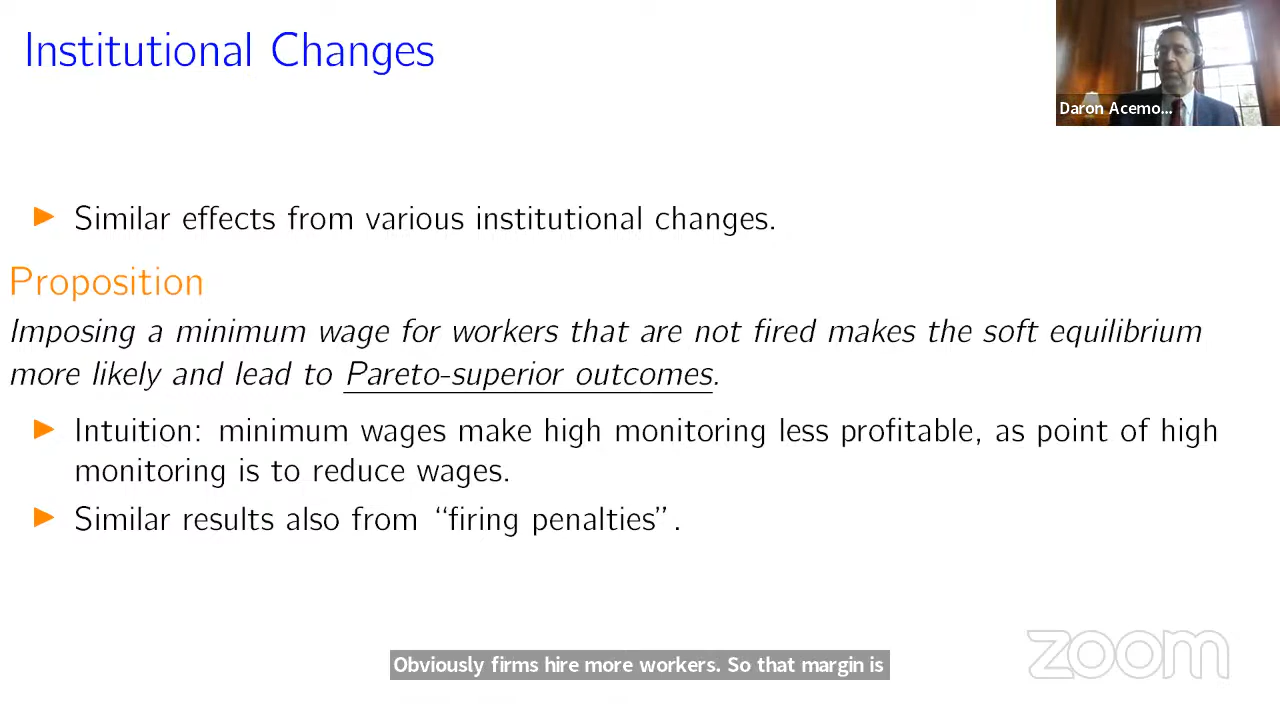 Institutional Changes
Daron Acemo...
▶ Similar effects from various institutional changes.
Proposition
Imposing a minimum wage for workers that are not fired makes the soft equilibrium
more likely and lead to Pareto-superior outcomes.
▶ Intuition: minimum wages make high monitoring less profitable, as point of high
monitoring is to reduce wages.
▶ Similar results also from “firing penalties”.
Obviously firms hire more workers. So that margin is
zoom